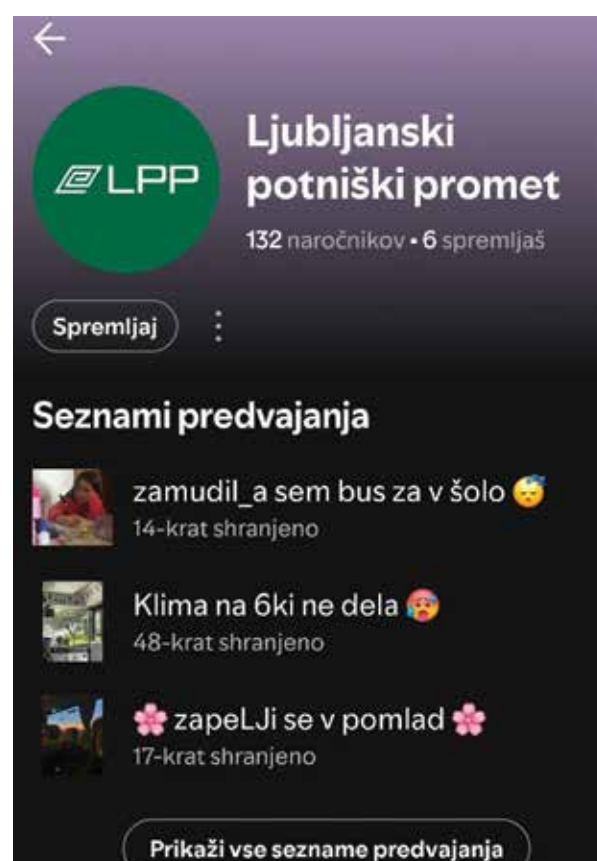 LPP
Ljubljanski
potniški promet
132 naročnikov • 6 spremljaš
Spremljaj
Seznami predvajanja
zamudil_a sem bus za v šolo 😴
14-krat shranjeno
Klima na 6ki ne dela 🥵
48-krat shranjeno
🌸 zapeLJi se v pomlad 🌸
17-krat shranjeno
Prikaži vse sezname predvajanja